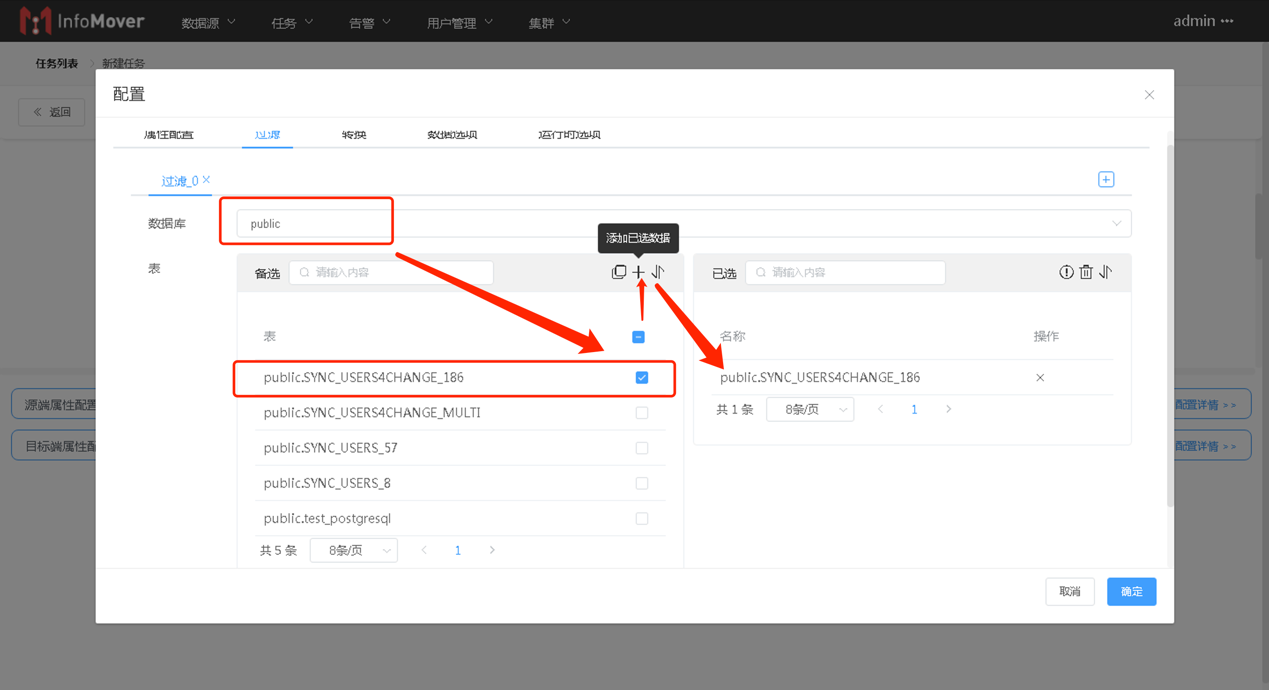 InfoMover 数据源 任务 告警 用户管理 集群 admin ···
任务列表 > 新建任务
« 返回
配置
属性配置 过滤 转换 数据选项 运行时选项
过滤_0
数据库 public
添加已选数据
表 备选 请输入内容 已选 请输入内容
表 名称 操作
public.SYNC_USERS4CHANGE_186 public.SYNC_USERS4CHANGE_186
共 1 条 8条/页 1
public.SYNC_USERS4CHANGE_MULTI
public.SYNC_USERS_57
public.SYNC_USERS_8
public.test_postgresql
共 5 条 8条/页 1
源端属性配置 配置详情 >>
目标端属性配 配置详情 >>
取消 确定